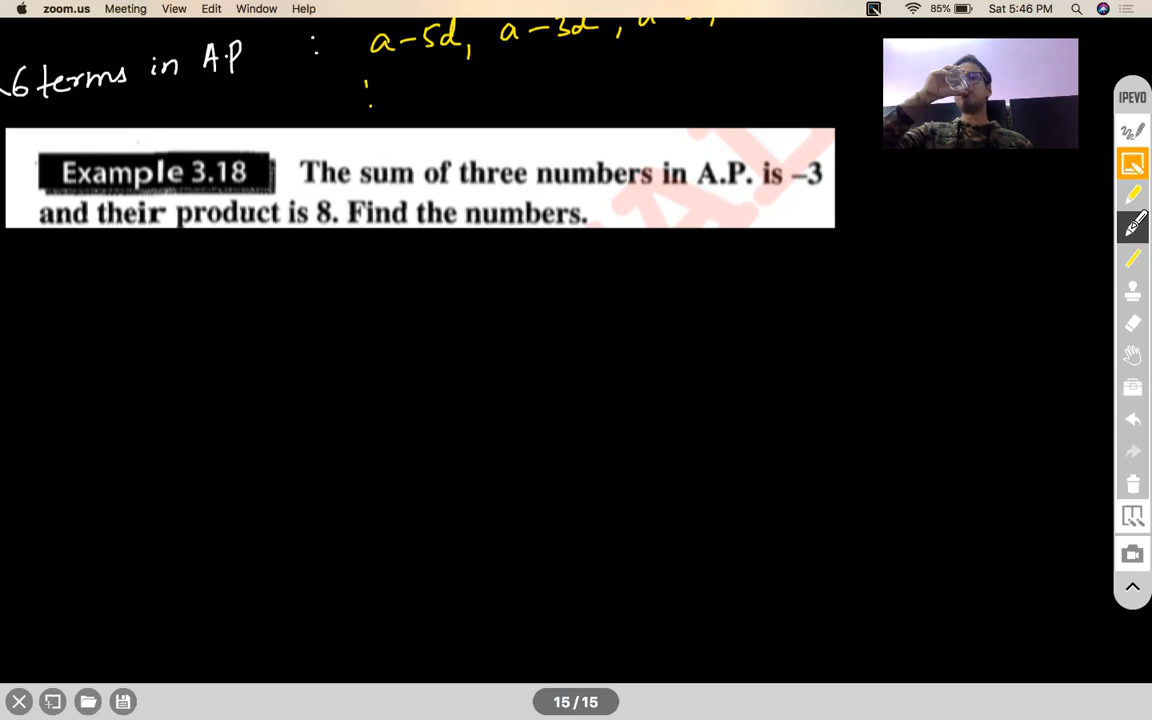 zoom.us Meeting View Edit Window Help 85% Sat 5:46 PM
a-5d, a-3d,
6 terms in A.P :
IPEVO
Example 3.18 The sum of three numbers in A.P. is –3
and their product is 8. Find the numbers.
15/15